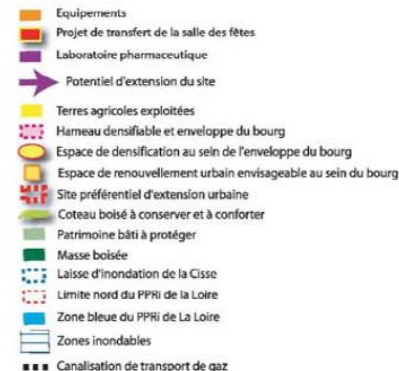 Equipements
Projet de transfert de la salle des fêtes
Laboratoire pharmaceutique
Potentiel d'extension du site
Terres agricoles exploitées
Hameau densifiable et enveloppe du bourg
Espace de densification au sein de l'enveloppe du bourg
Espace de renouvellement urbain envisageable au sein du bourg
Site préférentiel d'extension urbaine
Coteau boisé à conserver et à conforter
Patrimoine bâti à protéger
Masse boisée
Laisse d'inondation de la Cisse
Limite nord du PPRi de la Loire
Zone bleue du PPRi de La Loire
Zones inondables
Canalisation de transport de gaz